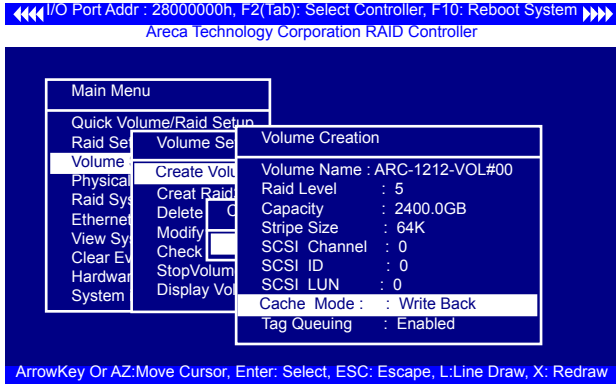 I/O Port Addr : 28000000h, F2(Tab): Select Controller, F10: Reboot System
Areca Technology Corporation RAID Controller
Main Menu
Quick Volume/Raid Setup
Raid Set
Volume
Physical
Raid Sys
Ethernet
View Sy
Clear Ev
Hardwar
System
Volume Se
Create Volu
Creat Raid
Delete
Modify
Check
StopVolum
Display Vol
C
Volume Creation
Volume Name : ARC-1212-VOL#00
Raid Level : 5
Capacity : 2400.0GB
Stripe Size : 64K
SCSI Channel : 0
SCSI ID : 0
SCSI LUN : 0
Cache Mode : : Write Back
Tag Queuing : Enabled
ArrowKey Or AZ:Move Cursor, Enter: Select, ESC: Escape, L:Line Draw, X: Redraw